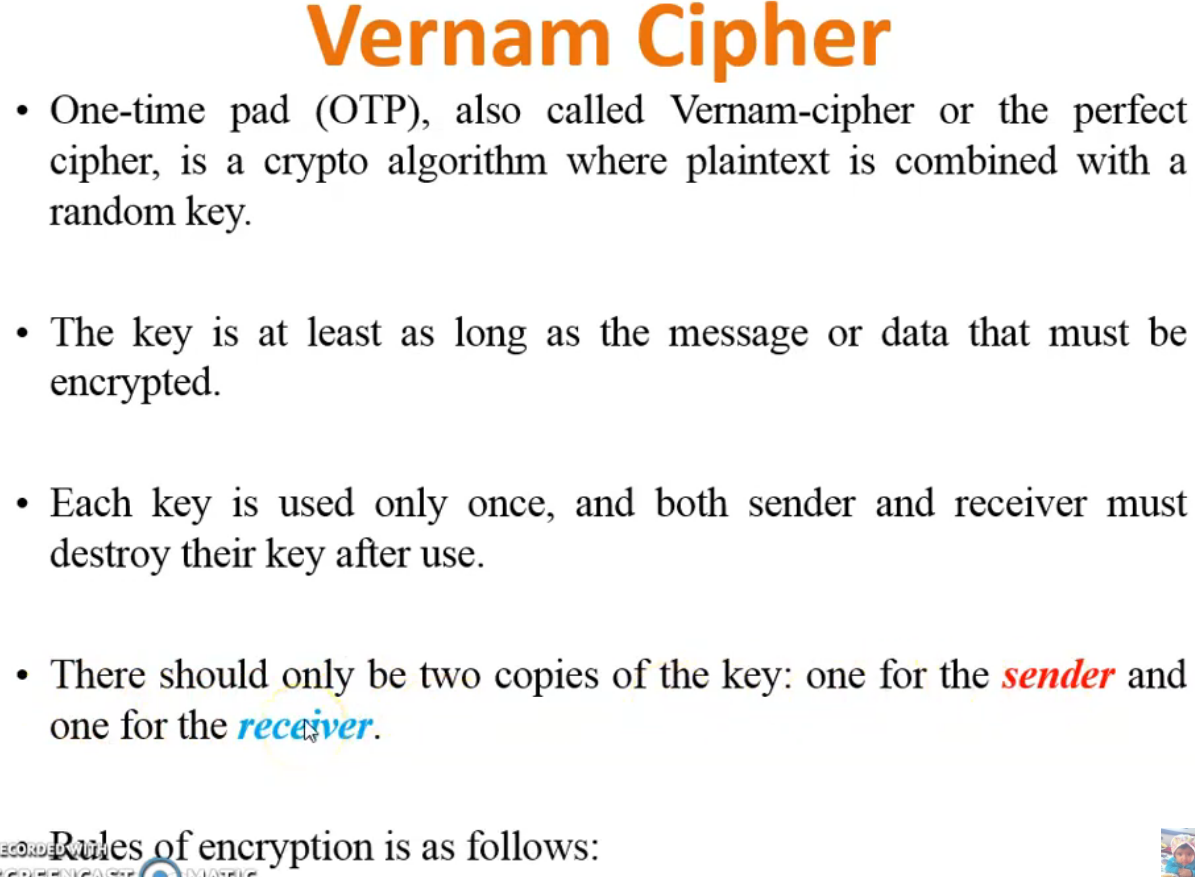 Vernam Cipher
• One-time pad (OTP), also called Vernam-cipher or the perfect
cipher, is a crypto algorithm where plaintext is combined with a
random key.
• The key is at least as long as the message or data that must be
encrypted.
• Each key is used only once, and both sender and receiver must
destroy their key after use.
• There should only be two copies of the key: one for the sender and
one for the receiver.
Rules of encryption is as follows:
ECORDED WITH
CREENCAST MATIC